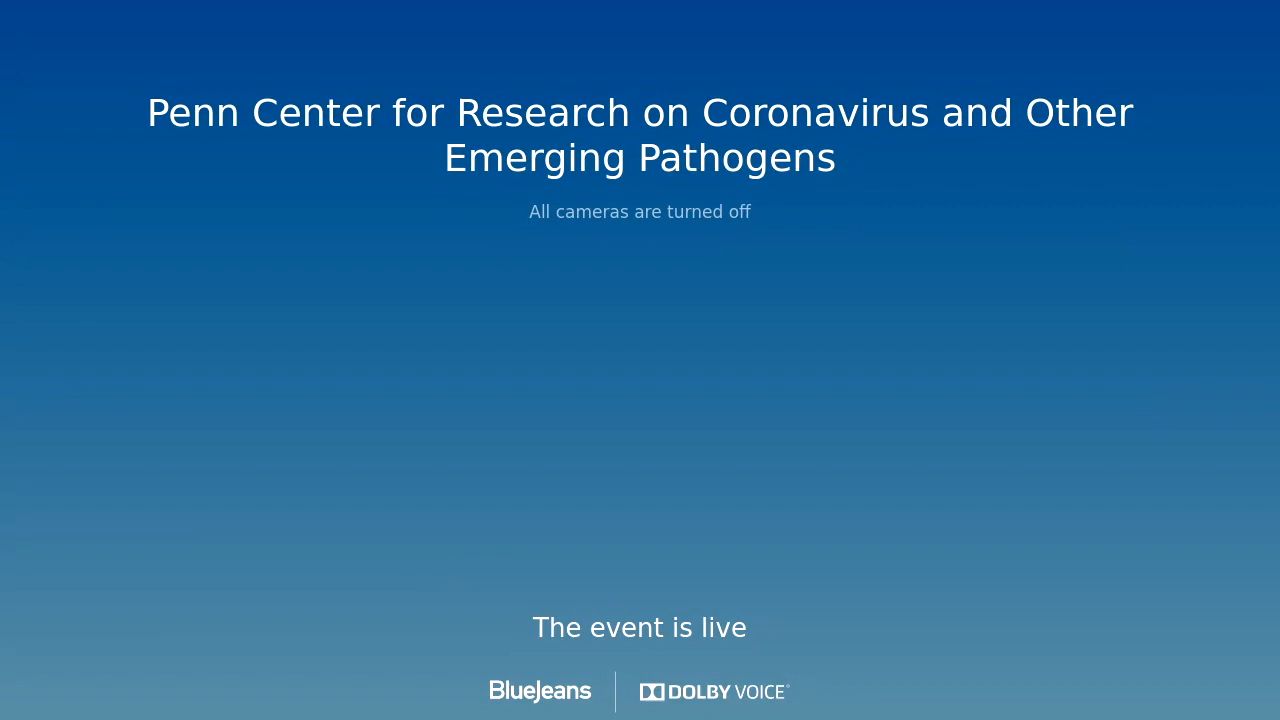 Penn Center for Research on Coronavirus and Other
Emerging Pathogens
All cameras are turned off
The event is live
BlueJeans
DOLBY VOICE®